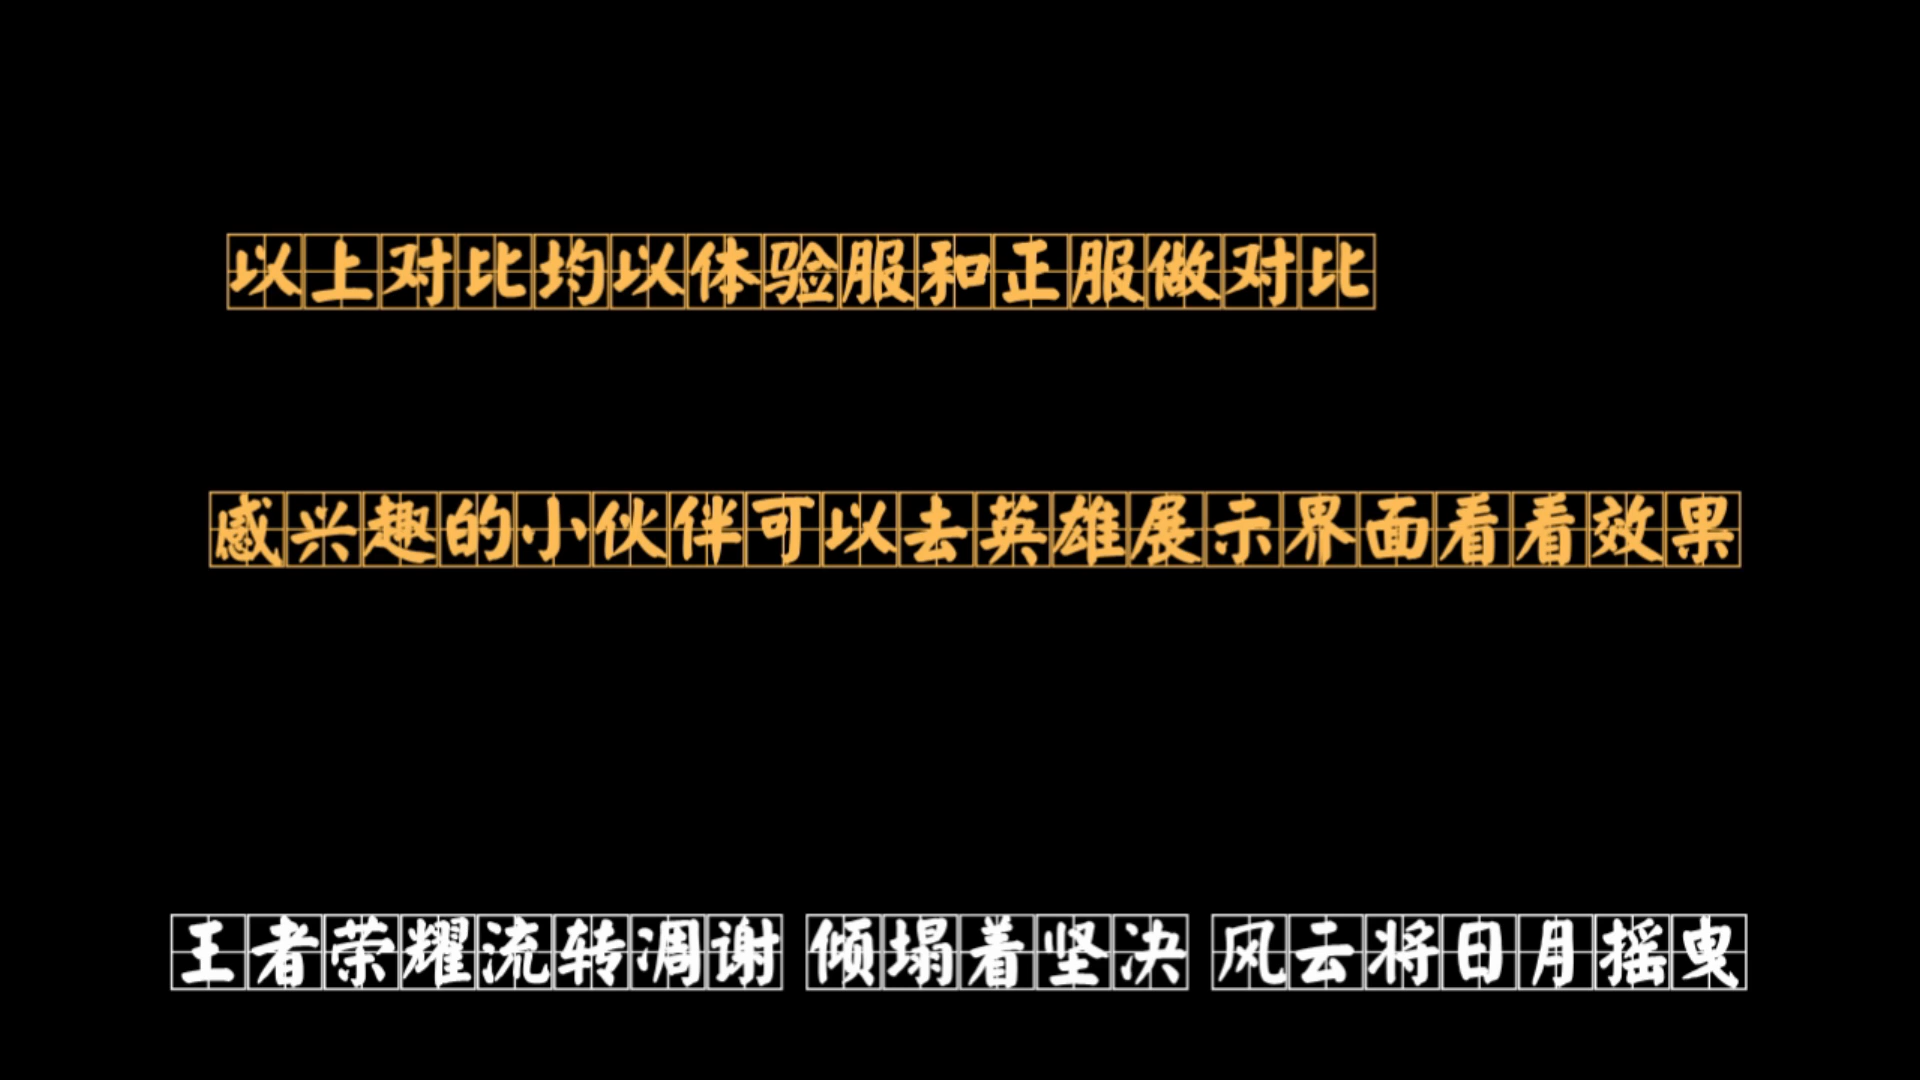 以上对比均以体验服和正服做对比
感兴趣的小伙伴可以去英雄展示界面看看效果
王者荣耀流转凋谢 倾塌着坚决 风云将日月摇曳